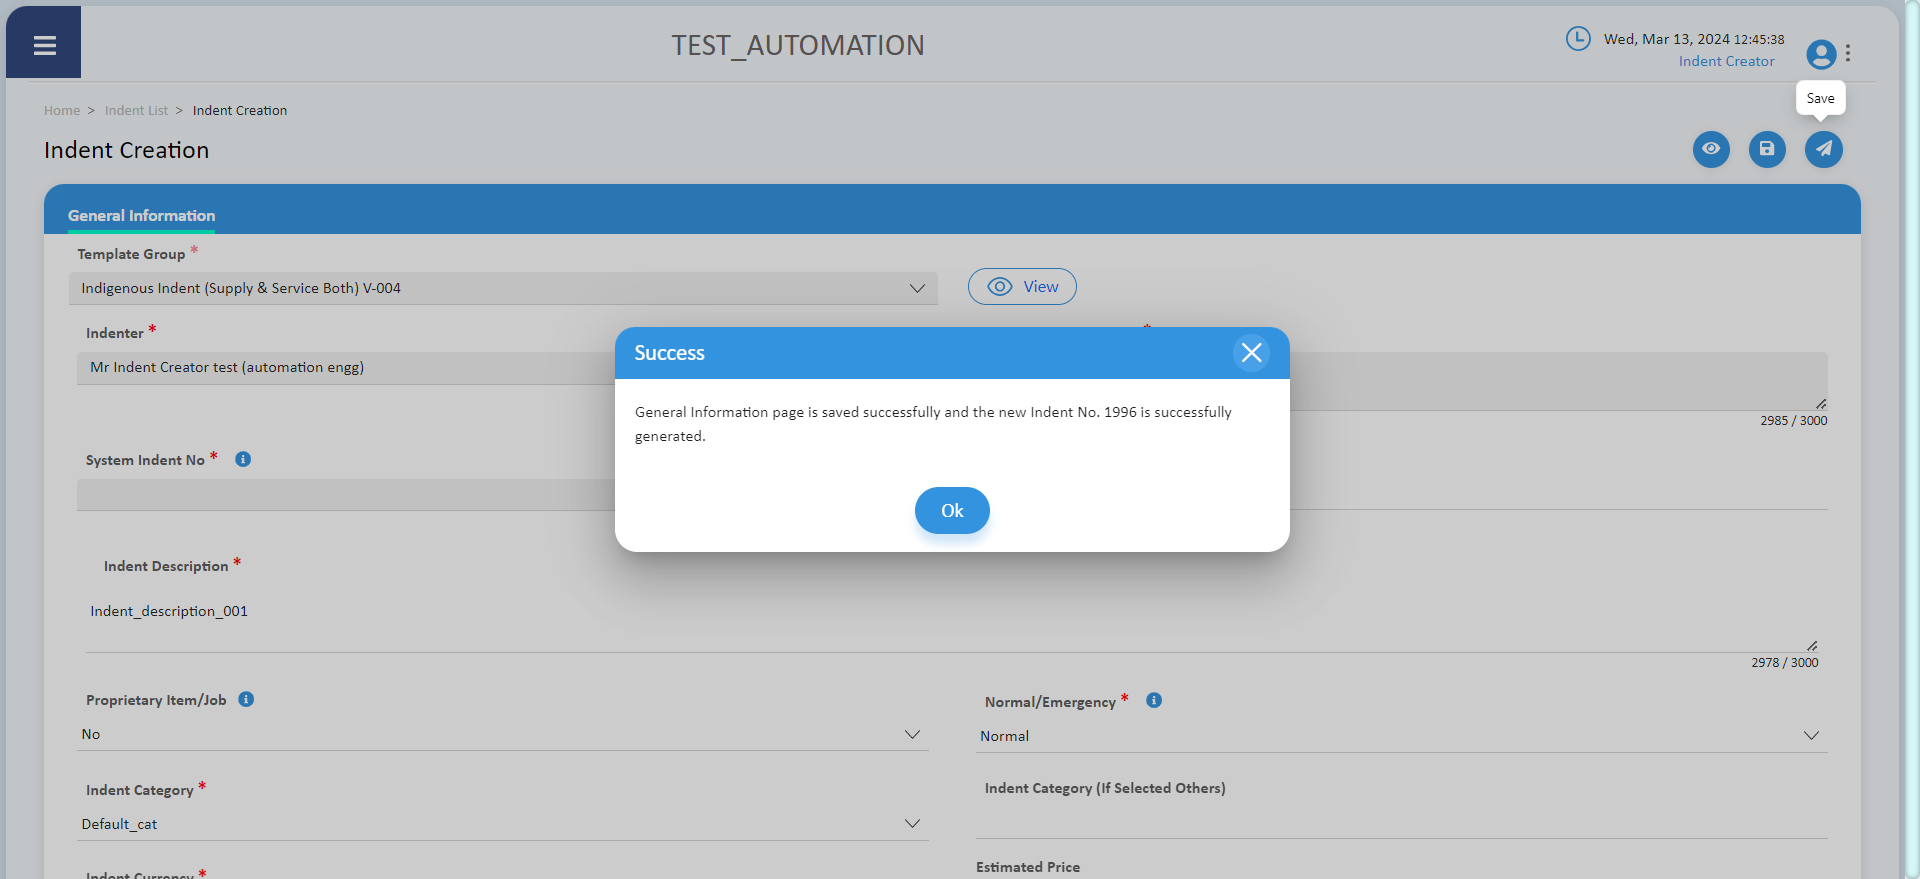 TEST_AUTOMATION
Wed, Mar 13, 2024 12:45:38
Indent Creator
Home > Indent List > Indent Creation
Save
Indent Creation
General Information
Template Group *
Indigenous Indent (Supply & Service Both) V-004
View
Indenter *
*
Mr Indent Creator test (automation engg)
2985 / 3000
System Indent No *
Success
General Information page is saved successfully and the new Indent No. 1996 is successfully
generated.
Ok
Indent Description *
Indent_description_001
2978 / 3000
Proprietary Item/Job
Normal/Emergency *
No
Normal
Indent Category *
Indent Category (If Selected Others)
Default_cat
Estimated Price
Indent Currency *